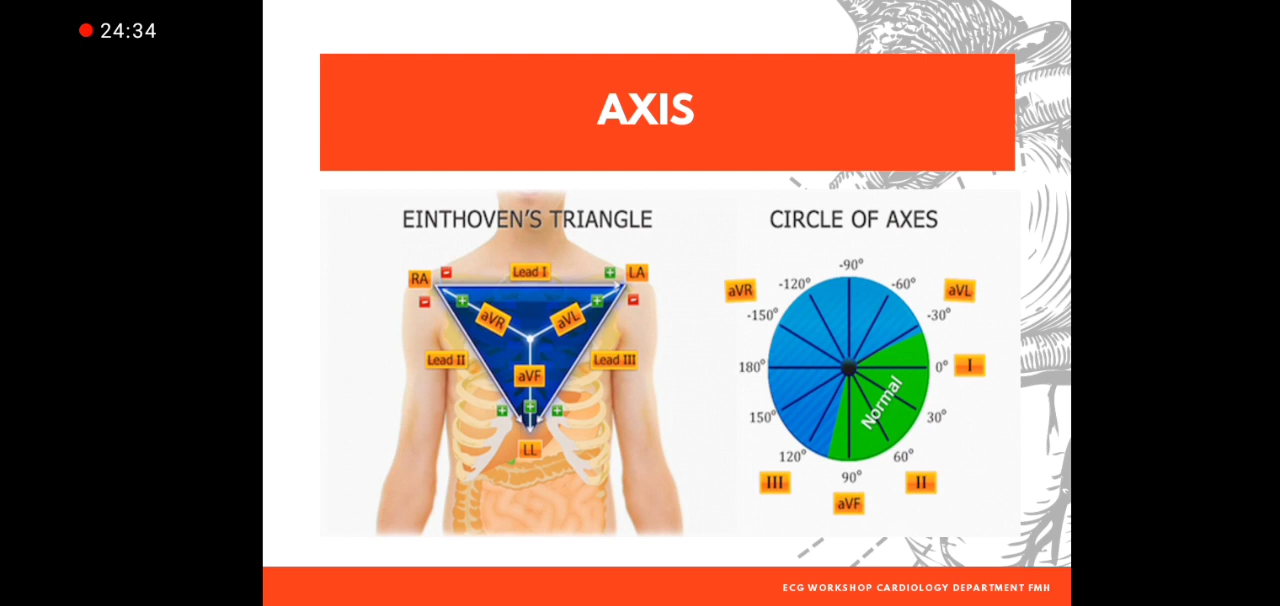 24:34
AXIS
EINTHOVEN'S TRIANGLE
RA
-
Lead I
+
LA
-
+
+
-
aVR
aVL
Lead II
Lead III
aVF
+
+
+
LL
CIRCLE OF AXES
-90°
-120°
-60°
aVR
aVL
-150°
-30°
180°
0°
I
Normal
150°
30°
120°
60°
90°
III
II
aVF
ECG WORKSHOP CARDIOLOGY DEPARTMENT FMH